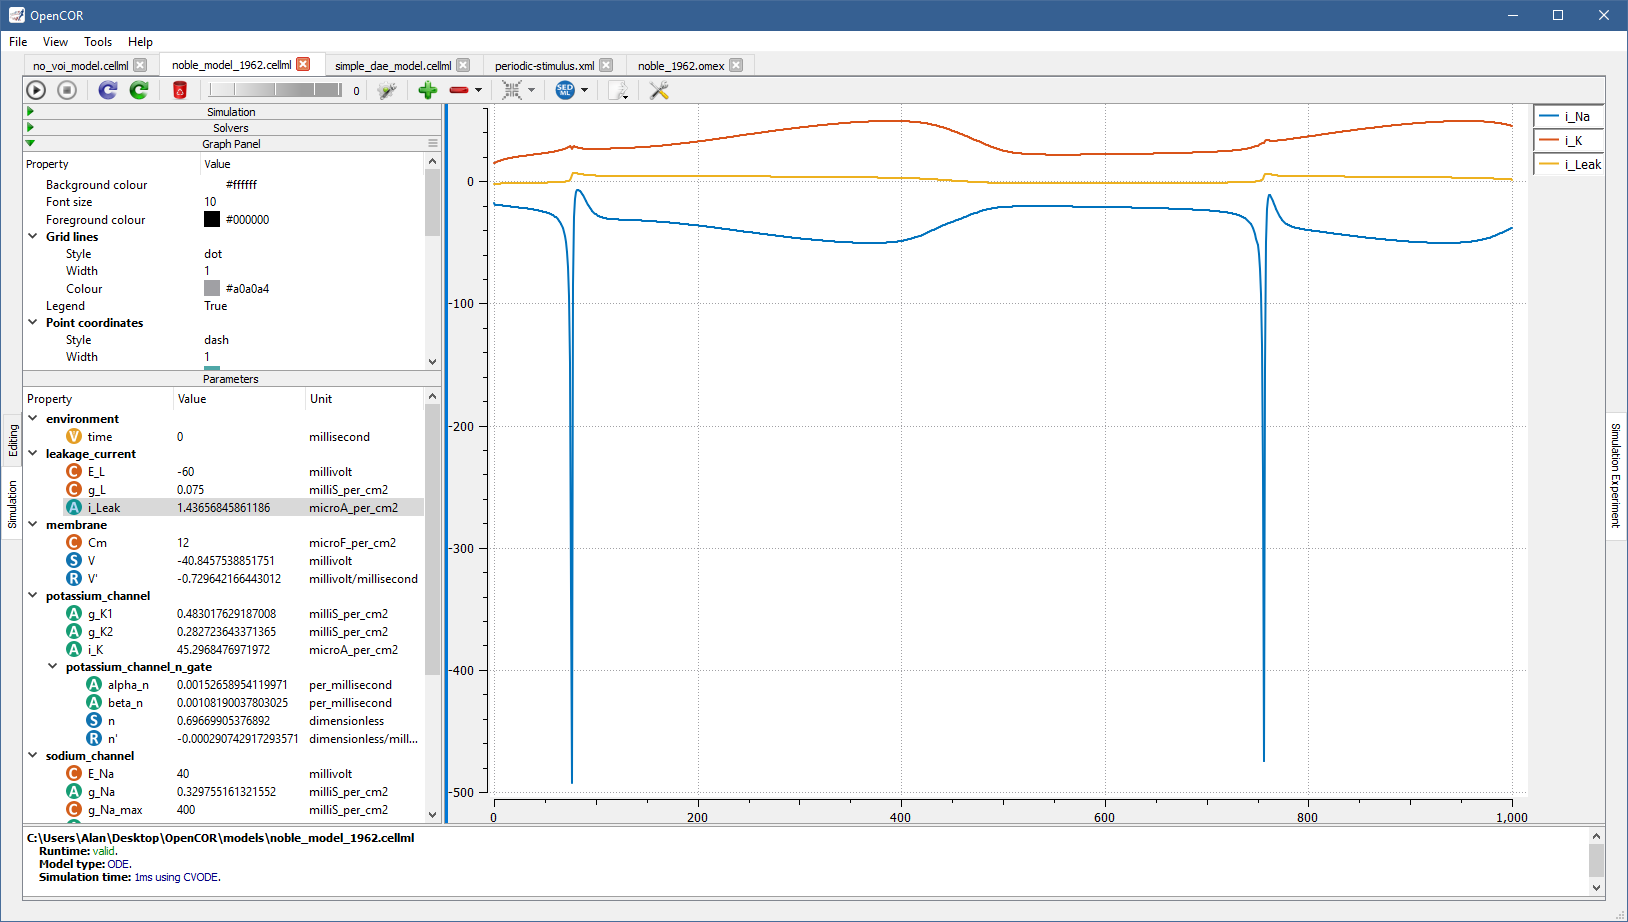 OpenCOR
File View Tools Help
no_voi_model.cellml noble_model_1962.cellml simple_dae_model.cellml periodic-stimulus.xml noble_1962.omex
0 SED ML
Simulation
Solvers
Graph Panel
Property Value
Background colour #ffffff
Font size 10
Foreground colour #000000
Grid lines
Style dot
Width 1
Colour #a0a0a4
Legend True
Point coordinates
Style dash
Width 1
Parameters
Property Value Unit
environment
V time 0 millisecond
leakage_current
C E_L -60 millivolt
C g_L 0.075 milliS_per_cm2
A i_Leak 1.43656845861186 microA_per_cm2
membrane
C Cm 12 microF_per_cm2
S V -40.8457538851751 millivolt
R V' -0.729642166443012 millivolt/millisecond
potassium_channel
A g_K1 0.483017629187008 milliS_per_cm2
A g_K2 0.282723643371365 milliS_per_cm2
A i_K 45.2968476971972 microA_per_cm2
potassium_channel_n_gate
A alpha_n 0.00152658954119971 per_millisecond
A beta_n 0.00108190037803025 per_millisecond
S n 0.69669905376892 dimensionless
R n' -0.000290742917293571 dimensionless/mill...
sodium_channel
C E_Na 40 millivolt
A g_Na 0.329755161321552 milliS_per_cm2
C g_Na_max 400 milliS_per_cm2
Editing
Simulation
0
-100
-200
-300
-400
-500
0 200 400 600 800 1,000
i_Na
i_K
i_Leak
Simulation Experiment
C:\Users\Alan\Desktop\OpenCOR\models\noble_model_1962.cellml
Runtime: valid.
Model type: ODE.
Simulation time: 1ms using CVODE.